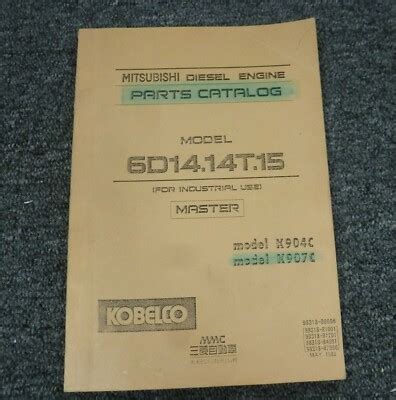 MITSUBISHI DIESEL ENGINE
PARTS CATALOG
MODEL
6D14.14T.15
(FOR INDUSTRIAL USE)
MASTER
model K904C
model K907C
KOBELCO
MMC
三菱自動車